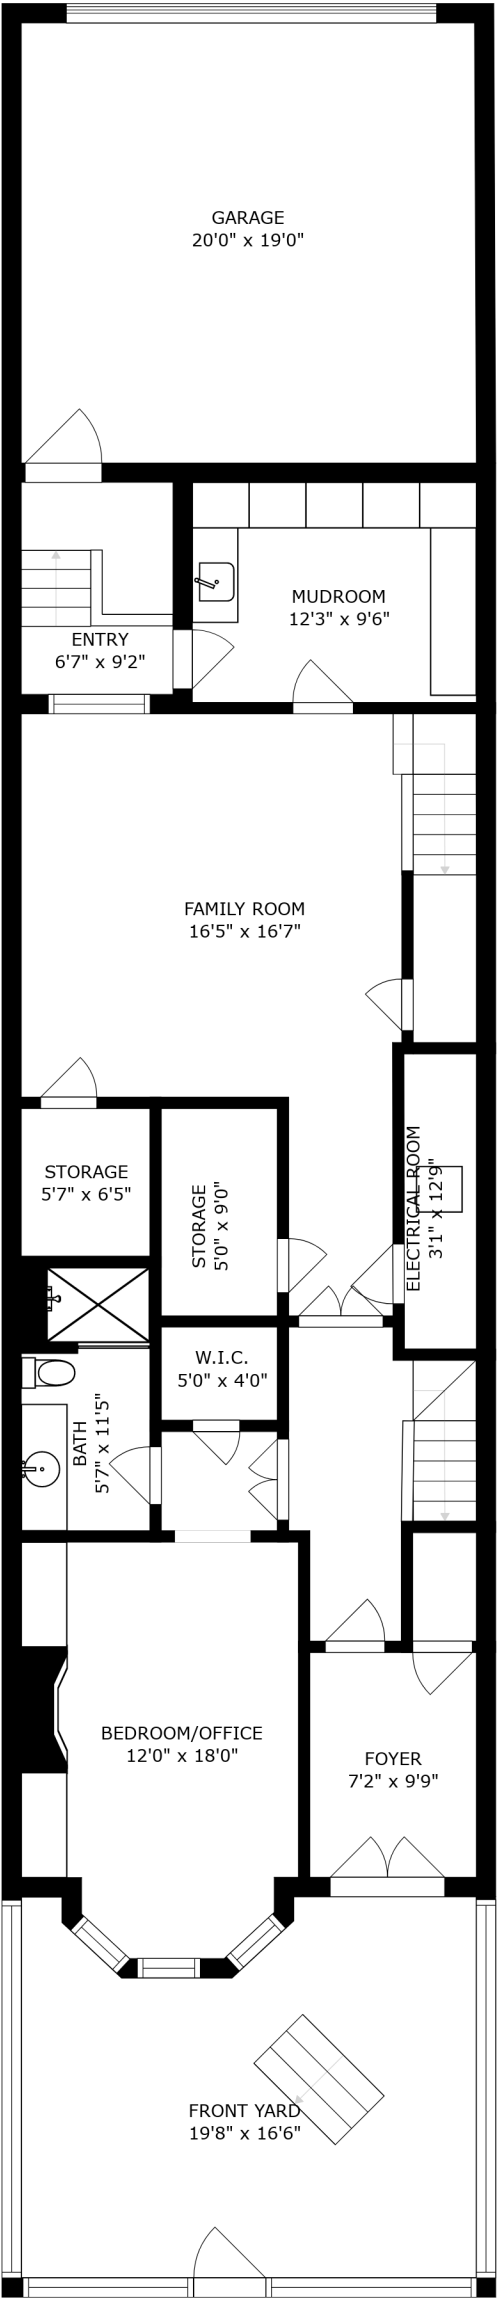 GARAGE
20'0" x 19'0"
MUDROOM
12'3" x 9'6"
ENTRY
6'7" x 9'2"
FAMILY ROOM
16'5" x 16'7"
STORAGE
5'7" x 6'5"
STORAGE
5'0" x 9'0"
ELECTRICAL ROOM
3'1" x 12'9"
W.I.C.
5'0" x 4'0"
BATH
5'7" x 11'5"
BEDROOM/OFFICE
12'0" x 18'0"
FOYER
7'2" x 9'9"
FRONT YARD
19'8" x 16'6"